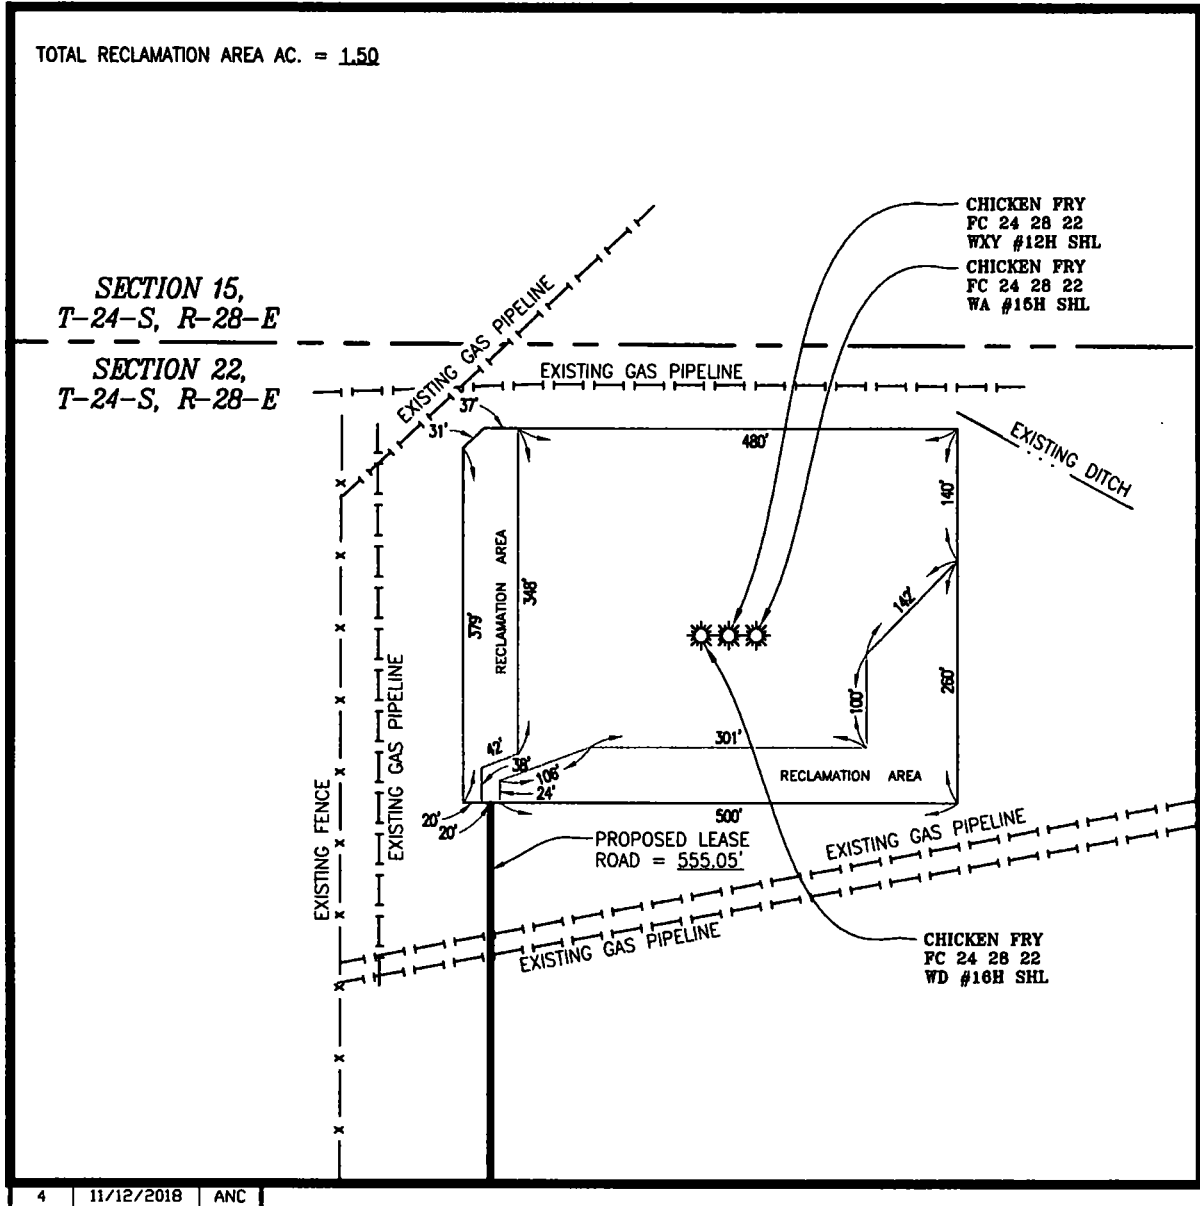 TOTAL RECLAMATION AREA AC. = 1.50
CHICKEN FRY
FC 24 28 22
WXY #12H SHL
CHICKEN FRY
FC 24 28 22
WA #15H SHL
SECTION 15,
T-24-S, R-28-E
SECTION 22,
T-24-S, R-28-E
EXISTING GAS PIPELINE
EXISTING GAS PIPELINE
37'
31'
480'
EXISTING DITCH
140'
RECLAMATION AREA
348'
379'
142'
260'
100'
301'
42'
38'
106'
24'
RECLAMATION AREA
20'
20'
500'
EXISTING FENCE
EXISTING GAS PIPELINE
PROPOSED LEASE
ROAD = 555.05'
EXISTING GAS PIPELINE
EXISTING GAS PIPELINE
CHICKEN FRY
FC 24 28 22
WD #16H SHL
4 11/12/2018 ANC